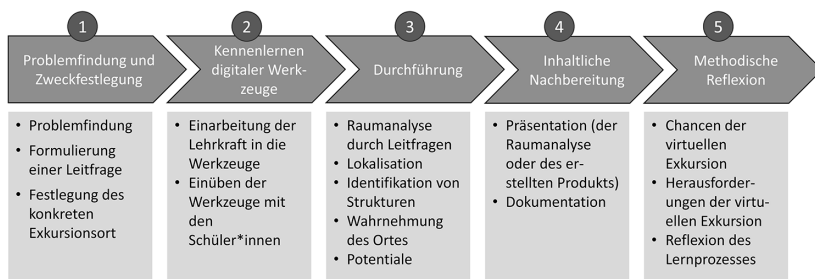 1
Problemfindung und
Zweckfestlegung
• Problemfindung
• Formulierung
einer Leitfrage
• Festlegung des
konkreten
Exkursionsort
2
Kennenlernen
digitaler Werk-
zeuge
• Einarbeitung der
Lehrkraft in die
Werkzeuge
• Einüben der
Werkzeuge mit
den
Schüler*innen
3
Durchführung
• Raumanalyse
durch Leitfragen
• Lokalisation
• Identifikation von
Strukturen
• Wahrnehmung
des Ortes
• Potentiale
4
Inhaltliche
Nachbereitung
• Präsentation (der
Raumanalyse
oder des er-
stellten Produkts)
• Dokumentation
5
Methodische
Reflexion
• Chancen der
virtuellen
Exkursion
• Herausforder-
ungen der virtu-
ellen Exkursion
• Reflexion des
Lernprozesses